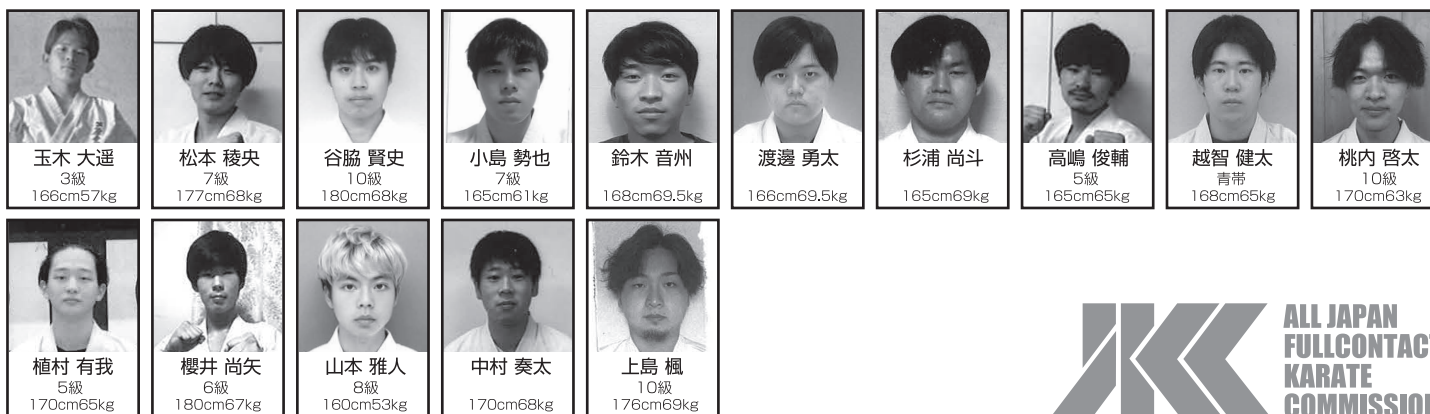 玉木 大遥
3級
166cm57kg
松本 稜央
7級
177cm68kg
谷脇 賢史
10級
180cm68kg
小島 勢也
7級
165cm61kg
鈴木 音州
168cm69.5kg
渡邊 勇太
166cm69.5kg
杉浦 尚斗
165cm69kg
高嶋 俊輔
5級
165cm65kg
越智 健太
青帯
168cm65kg
桃内 啓太
10級
170cm63kg
植村 有我
5級
170cm65kg
櫻井 尚矢
6級
180cm67kg
山本 雅人
8級
160cm53kg
中村 奏太
170cm68kg
上島 楓
10級
176cm69kg
ALL JAPAN
FULLCONTACT
KARATE
COMMISSION